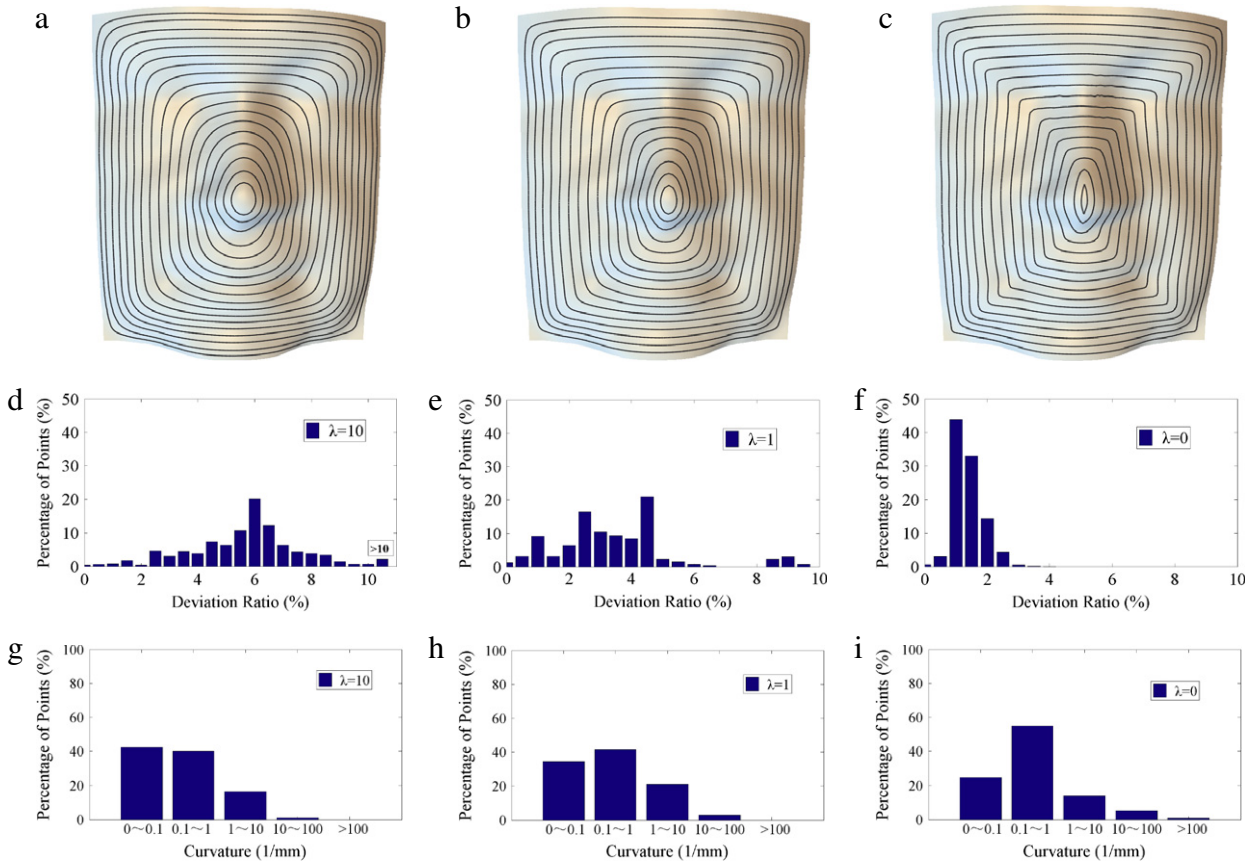 a
b
c
d
e
f
50
40
30
20
10
0
Percentage of Points (%)
λ=10
>10
0 2 4 6 8 10
Deviation Ratio (%)
50
40
30
20
10
0
Percentage of Points (%)
λ=1
0 2 4 6 8 10
Deviation Ratio (%)
50
40
30
20
10
0
Percentage of Points (%)
λ=0
0 2 4 6 8 10
Deviation Ratio (%)
g
h
i
100
80
60
40
20
0
Percentage of Points (%)
λ=10
0～0.1 0.1～1 1～10 10～100 >100
Curvature (1/mm)
100
80
60
40
20
0
Percentage of Points (%)
λ=1
0～0.1 0.1～1 1～10 10～100 >100
Curvature (1/mm)
100
80
60
40
20
0
Percentage of Points (%)
λ=0
0～0.1 0.1～1 1～10 10～100 >100
Curvature (1/mm)